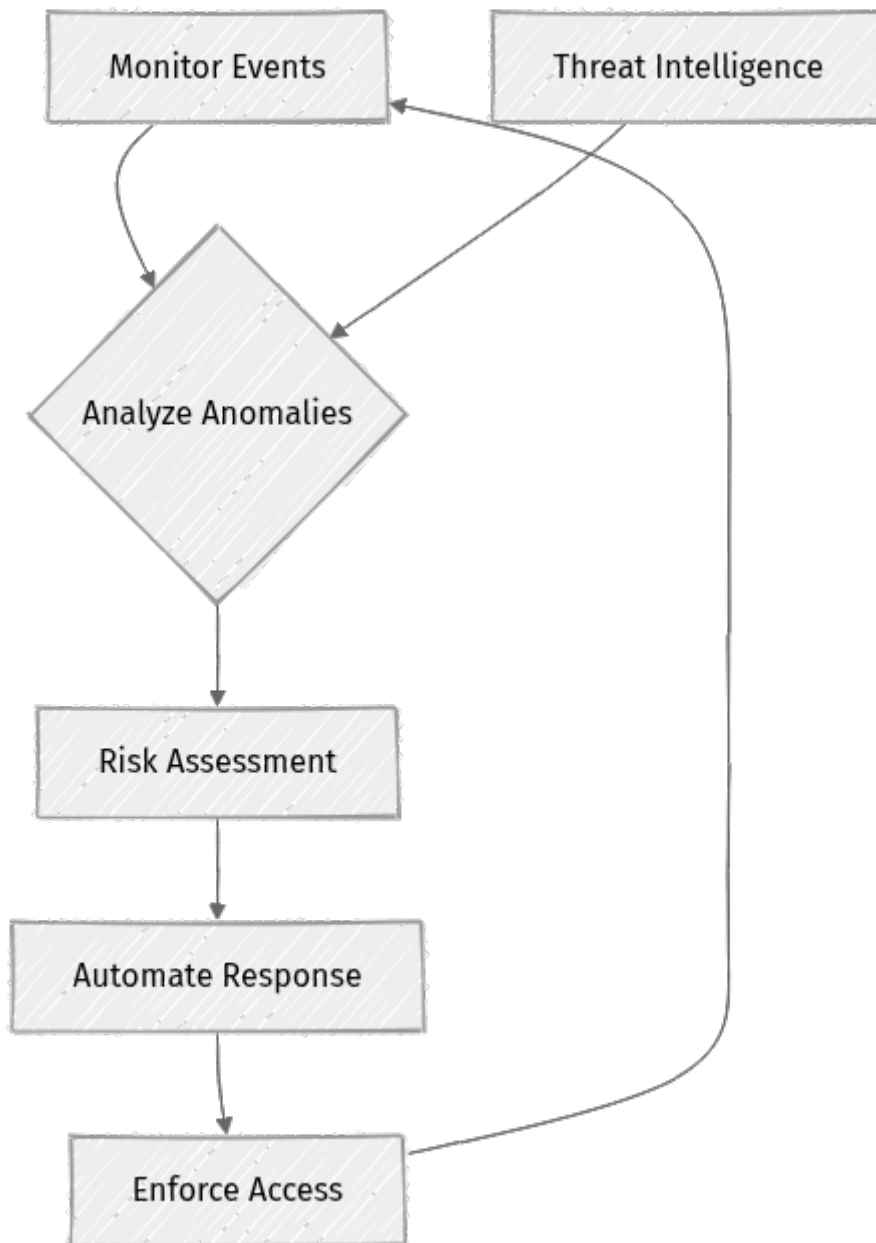 Monitor Events
Threat Intelligence
Analyze Anomalies
Risk Assessment
Automate Response
Enforce Access